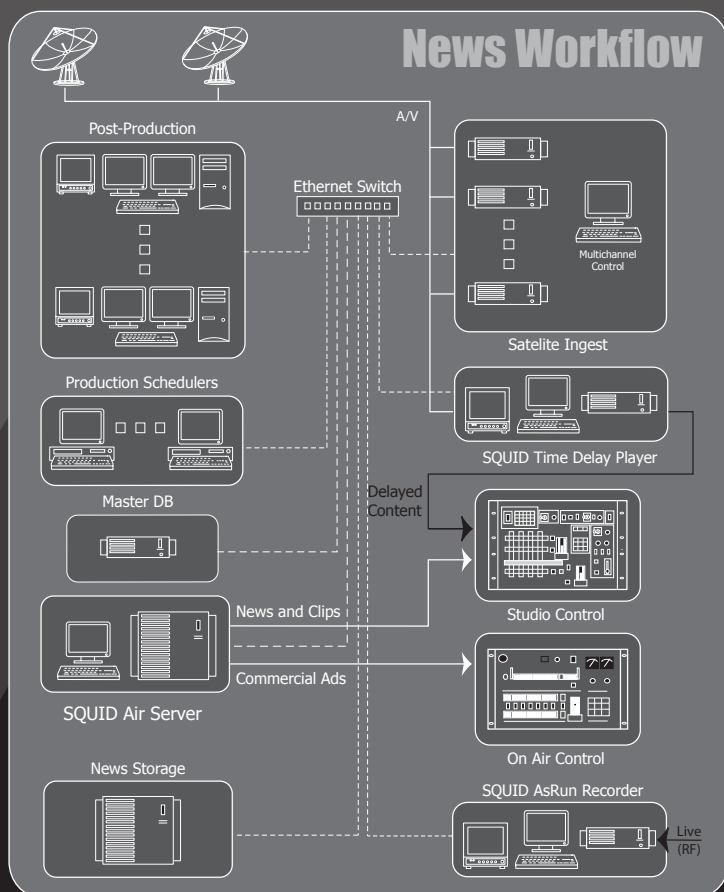 News Workflow
A/V
Post-Production
Ethernet Switch
Multichannel
Control
Satelite Ingest
Production Schedulers
SQUID Time Delay Player
Master DB
Delayed
Content
News and Clips
Studio Control
Commercial Ads
SQUID Air Server
On Air Control
News Storage
SQUID AsRun Recorder
Live
(RF)